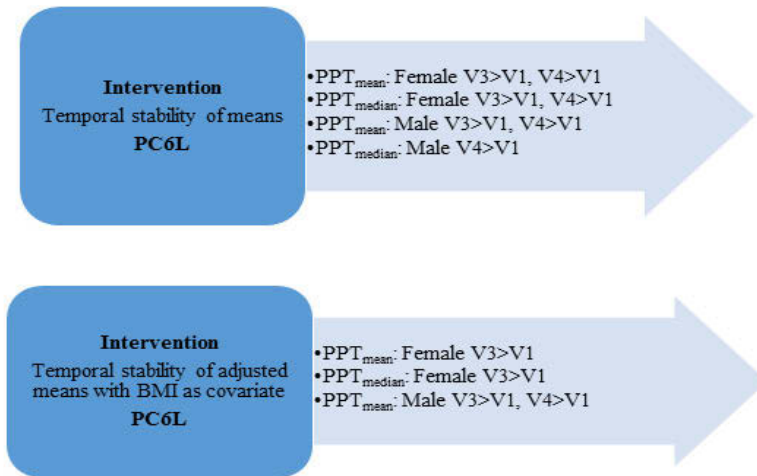 Intervention
Temporal stability of means
PC6L
•PPTmean: Female V3>V1, V4>V1
•PPTmedian: Female V3>V1, V4>V1
•PPTmean: Male V3>V1, V4>V1
•PPTmedian: Male V4>V1
Intervention
Temporal stability of adjusted
means with BMI as covariate
PC6L
•PPTmean: Female V3>V1
•PPTmedian: Female V3>V1
•PPTmean: Male V3>V1, V4>V1